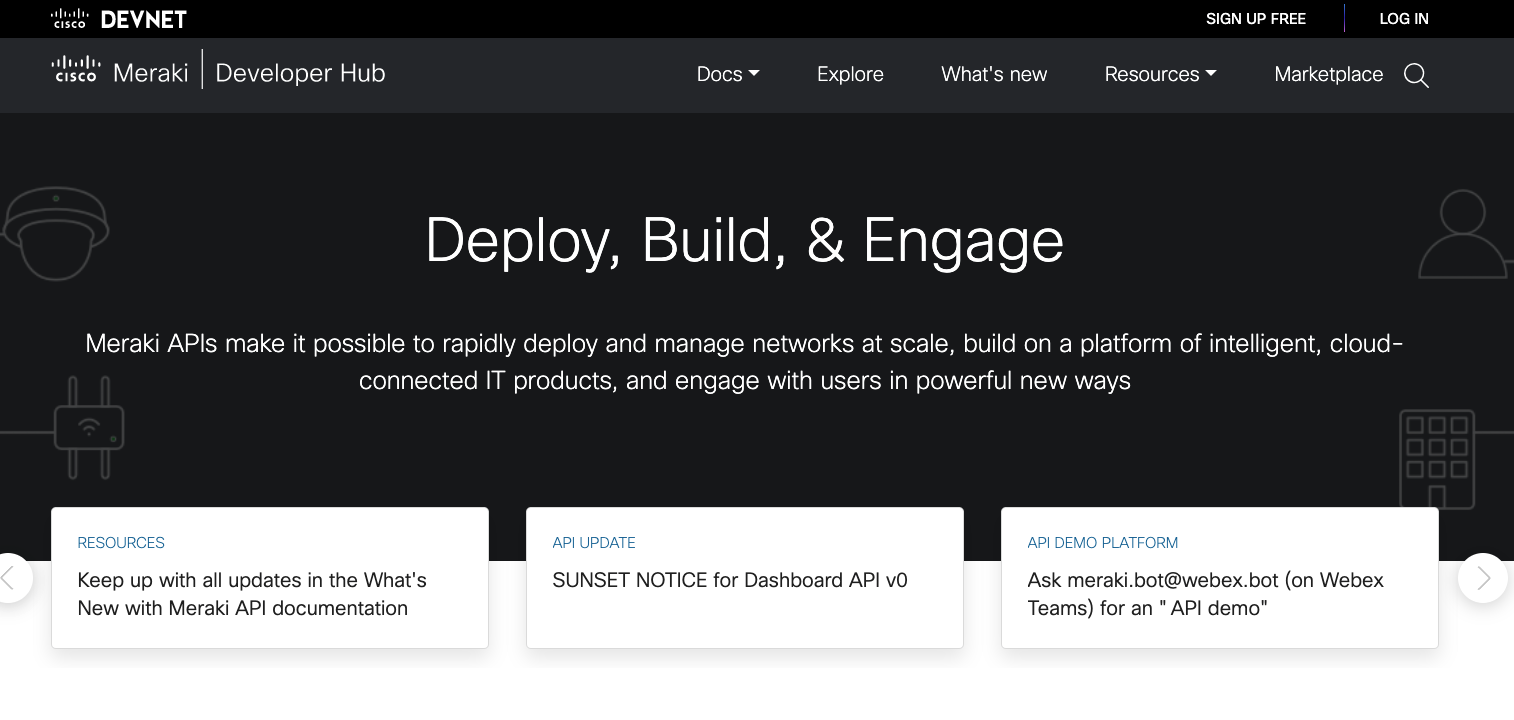 CISCO DEVNET SIGN UP FREE LOG IN
CISCO Meraki Developer Hub Docs Explore What's new Resources Marketplace
Deploy, Build, & Engage
Meraki APIs make it possible to rapidly deploy and manage networks at scale, build on a platform of intelligent, cloud-
connected IT products, and engage with users in powerful new ways
RESOURCES
Keep up with all updates in the What's
New with Meraki API documentation
API UPDATE
SUNSET NOTICE for Dashboard API v0
API DEMO PLATFORM
Ask meraki.bot@webex.bot (on Webex
Teams) for an " API demo"